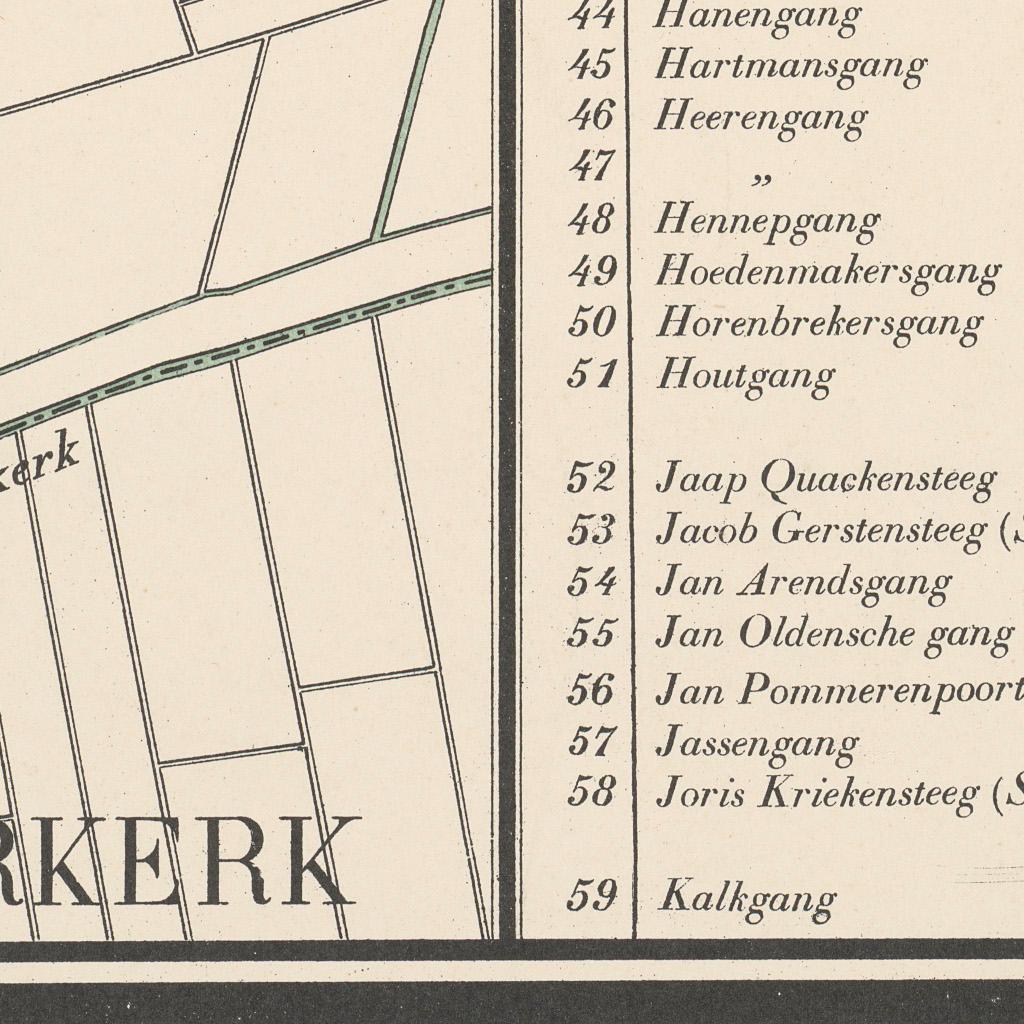 44 Hanengang
45 Hartmansgang
46 Heerengang
47 „
48 Hennepgang
49 Hoedenmakersgang
50 Horenbrekersgang
51 Houtgang
52 Jaap Quackensteeg
53 Jacob Gerstensteeg (S
54 Jan Arendsgang
55 Jan Oldensche gang
56 Jan Pommerenpoort
57 Jassengang
58 Joris Kriekensteeg (S
59 Kalkgang
kerk
RKERK